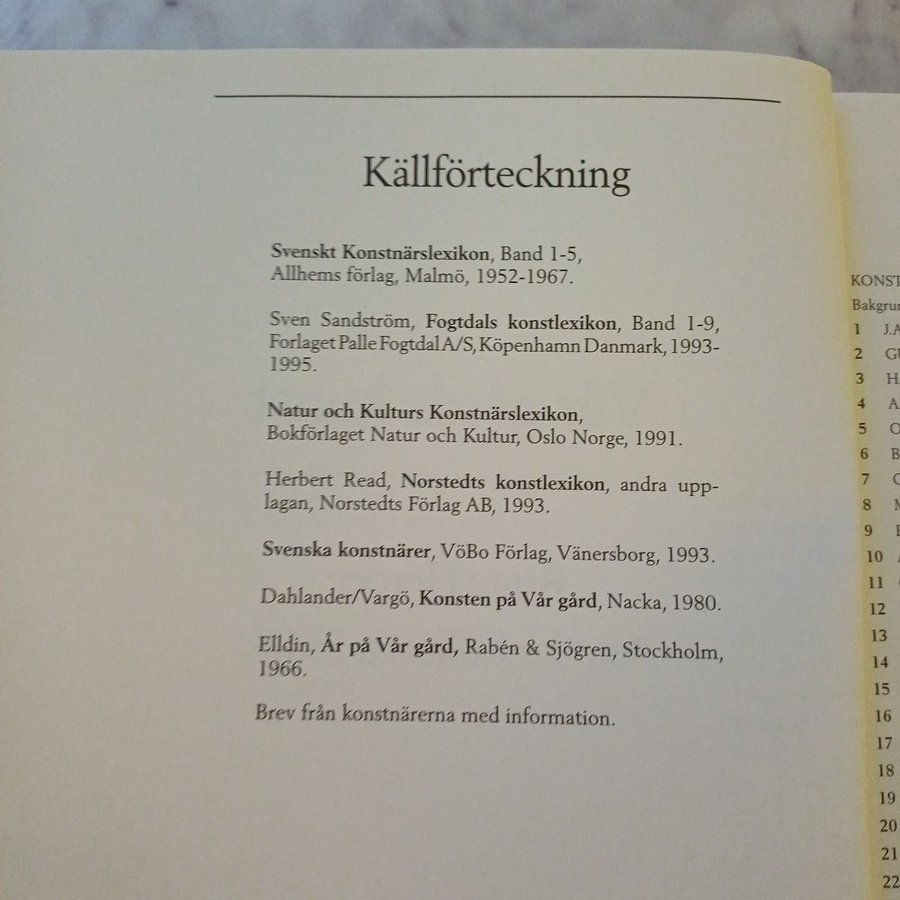 Källförteckning
Svenskt Konstnärslexikon, Band 1-5,
Allhems förlag, Malmö, 1952-1967.
Sven Sandström, Fogtdals konstlexikon, Band 1-9,
Forlaget Palle Fogtdal A/S, Köpenhamn Danmark, 1993-
1995.
Natur och Kulturs Konstnärslexikon,
Bokförlaget Natur och Kultur, Oslo Norge, 1991.
Herbert Read, Norstedts konstlexikon, andra upp-
lagan, Norstedts Förlag AB, 1993.
Svenska konstnärer, VöBo Förlag, Vänersborg, 1993.
Dahlander/Vargö, Konsten på Vår gård, Nacka, 1980.
Elldin, År på Vår gård, Rabén & Sjögren, Stockholm,
1966.
Brev från konstnärerna med information.
1
2
3
4
5
6
7
8
9
10
11
12
13
14
15
16
17
18
19
20
21
22